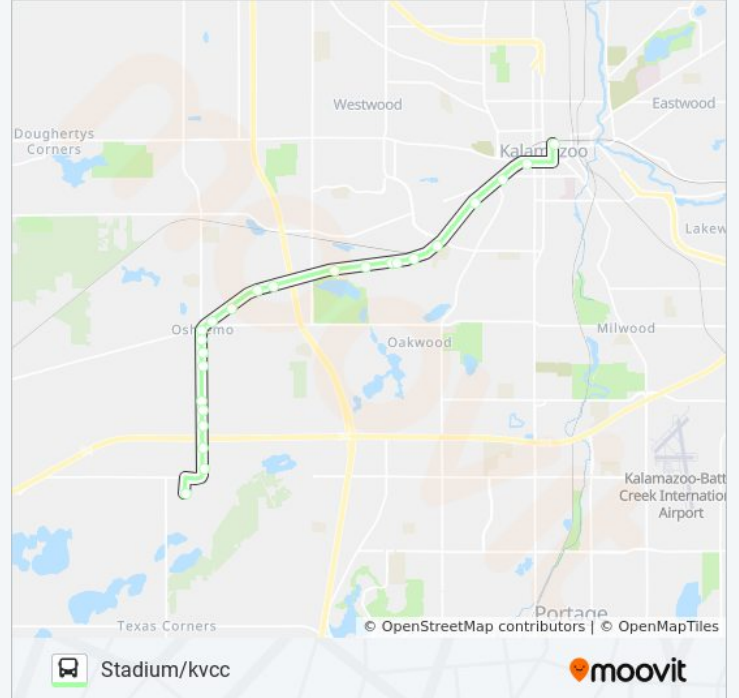 Westwood
Eastwood
Doughertys
Corners
Kalamazoo
Lakew
Oshtemo
Milwood
Oakwood
Kalamazoo-Batt
Creek Internation
Airport
Portage
Texas Corners
© OpenStreetMap contributors | © OpenMapTiles
Stadium/kvcc
moovit